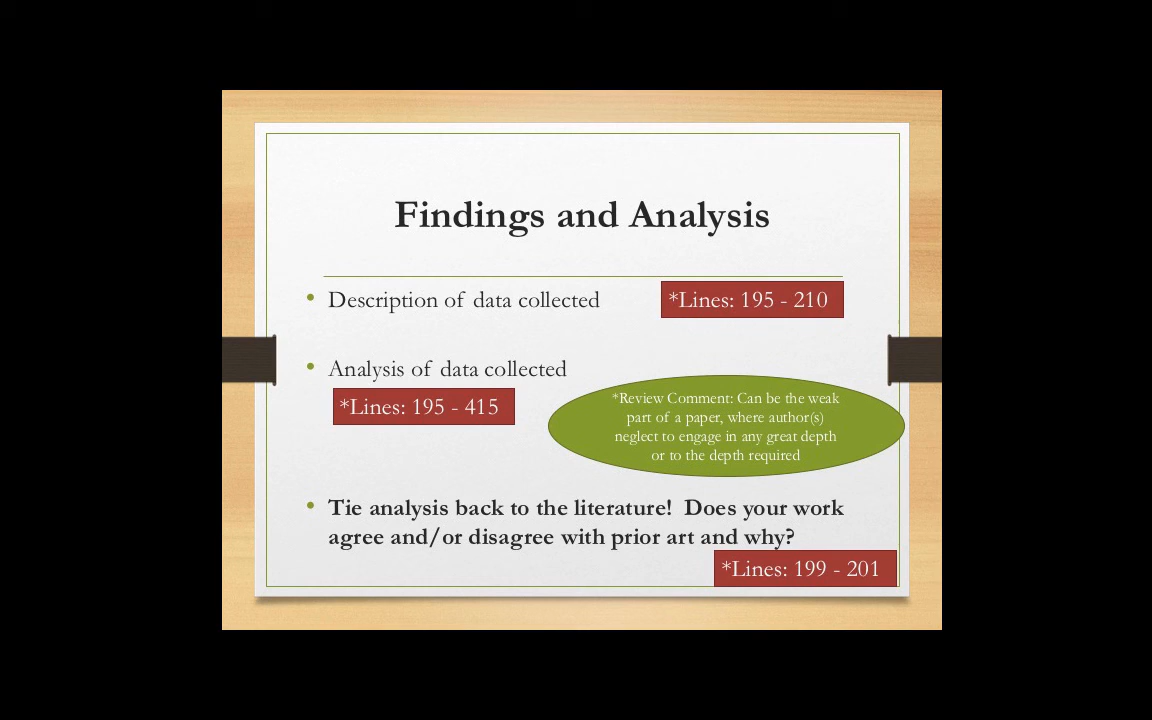 Findings and Analysis
• Description of data collected
*Lines: 195 - 210
• Analysis of data collected
*Lines: 195 - 415
*Review Comment: Can be the weak
part of a paper, where author(s)
neglect to engage in any great depth
or to the depth required
• Tie analysis back to the literature!  Does your work
agree and/or disagree with prior art and why?
*Lines: 199 - 201